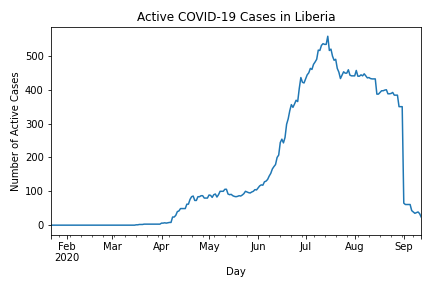 Active COVID-19 Cases in Liberia
Number of Active Cases
500
400
300
200
100
0
Feb Mar Apr May Jun Jul Aug Sep
2020
Day